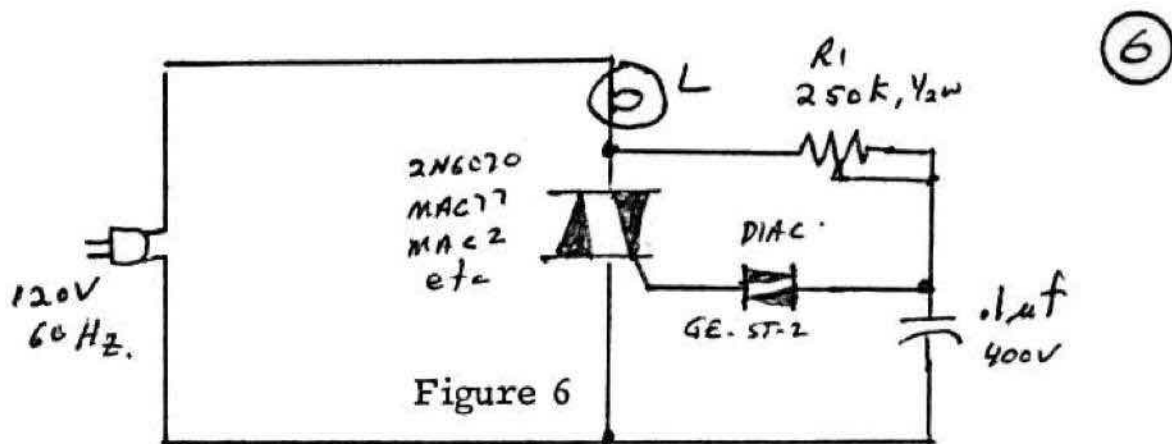 6
R1
250k, 1/2w
L
2N6070
MAC77
MAC2
etc
DIAC
120V
60 Hz.
GE. ST-2
.1µf
400V
Figure 6